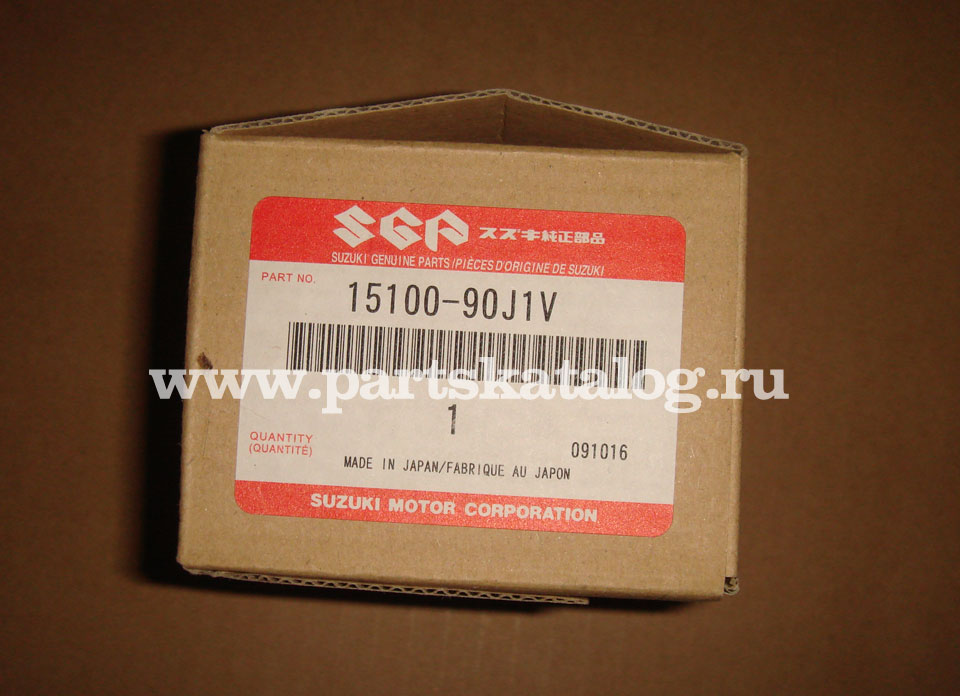 SGP スズキ純正部品
SUZUKI GENUINE PARTS/PIÈCES D'ORIGINE DE SUZUKI
PART NO.
15100-90J1V
www.partskatalog.ru
1
QUANTITY
(QUANTITÉ)
091016
MADE IN JAPAN/FABRIQUE AU JAPON
SUZUKI MOTOR CORPORATION